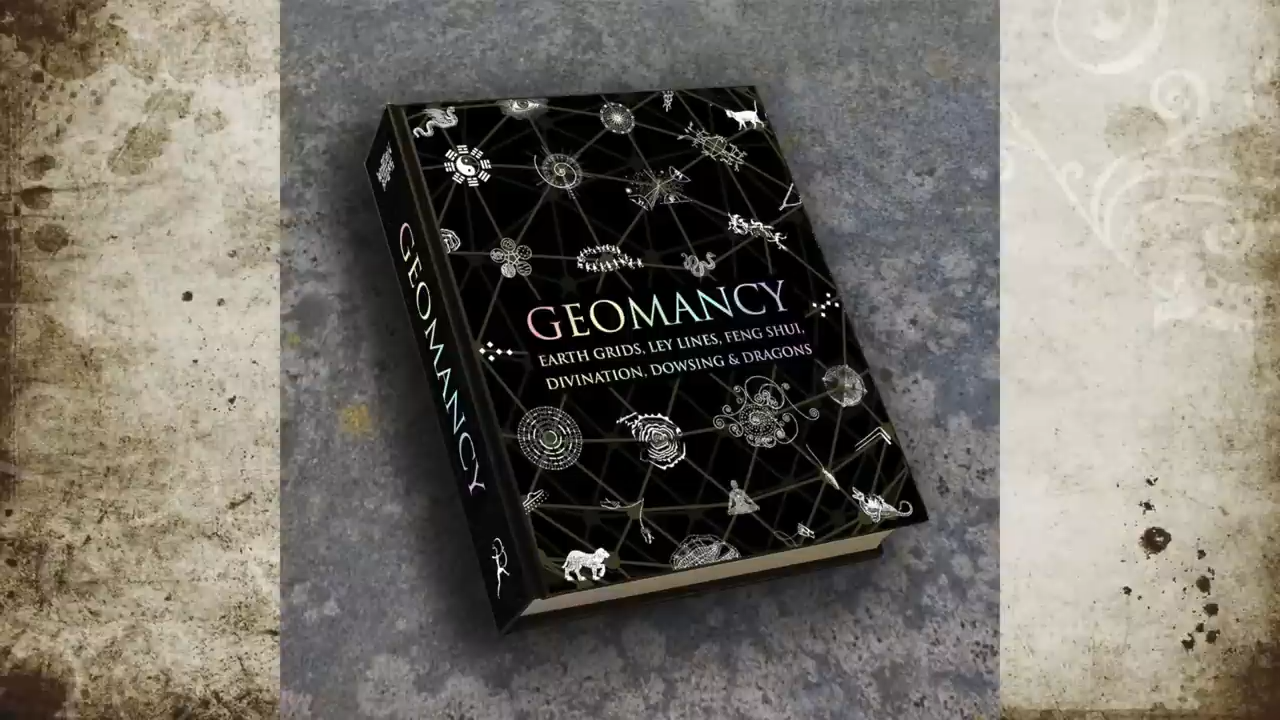 GEOMANCY
GEOMANCY
EARTH GRIDS, LEY LINES, FENG SHUI,
DIVINATION, DOWSING & DRAGONS